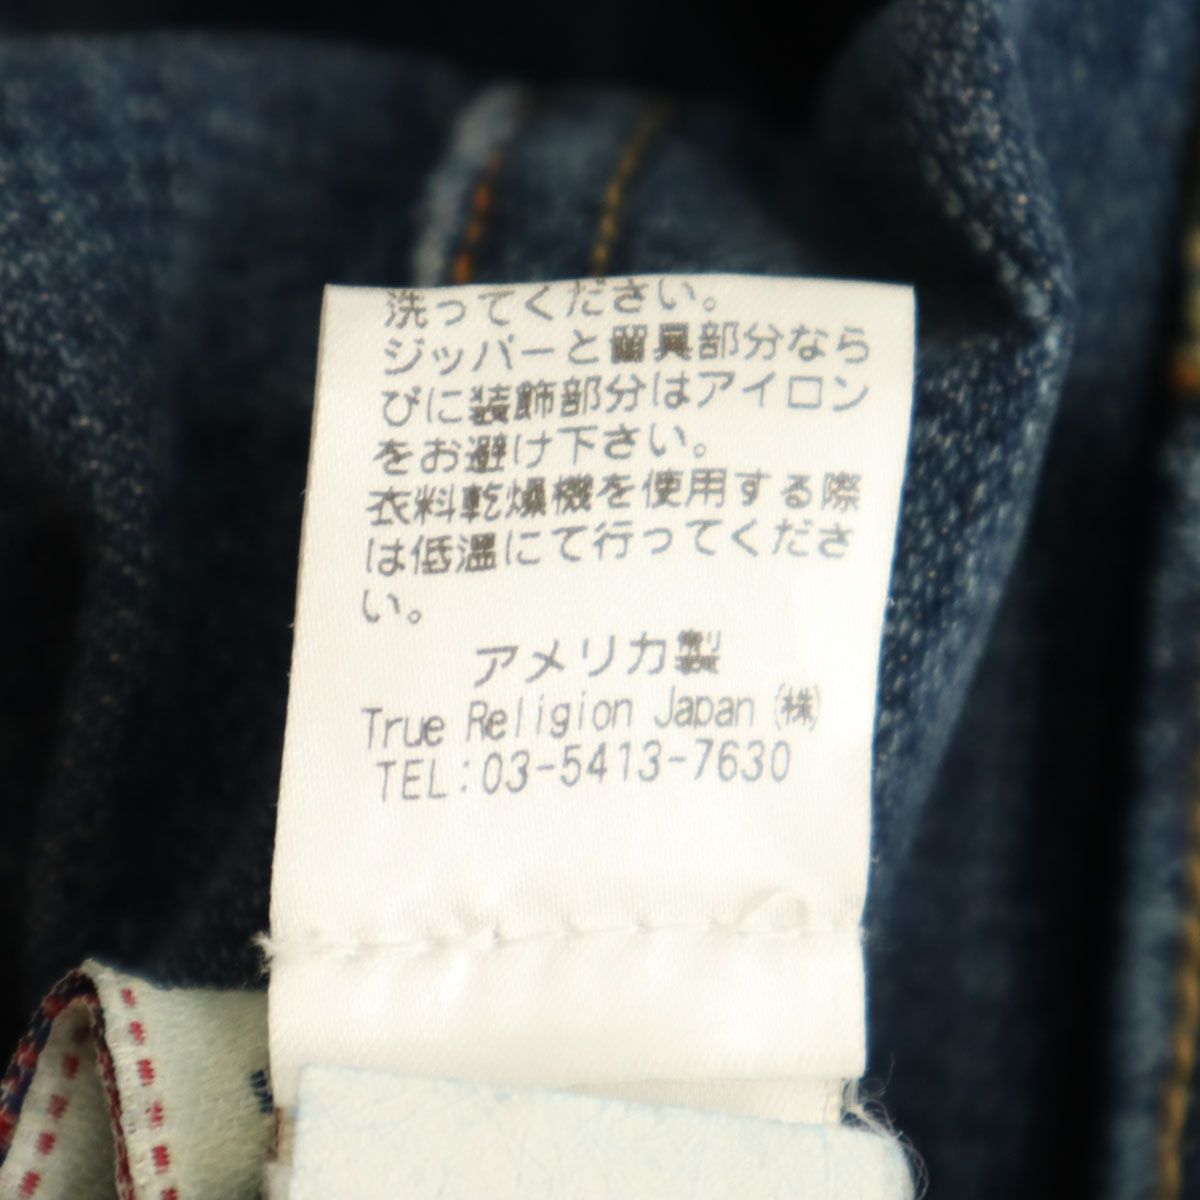 洗ってください。
ジッパーと留具部分なら
びに装飾部分はアイロン
をお避け下さい。
衣料乾燥機を使用する際
は低温にて行ってくださ
い。
アメリカ製
True Religion Japan (株)
TEL:03-5413-7630